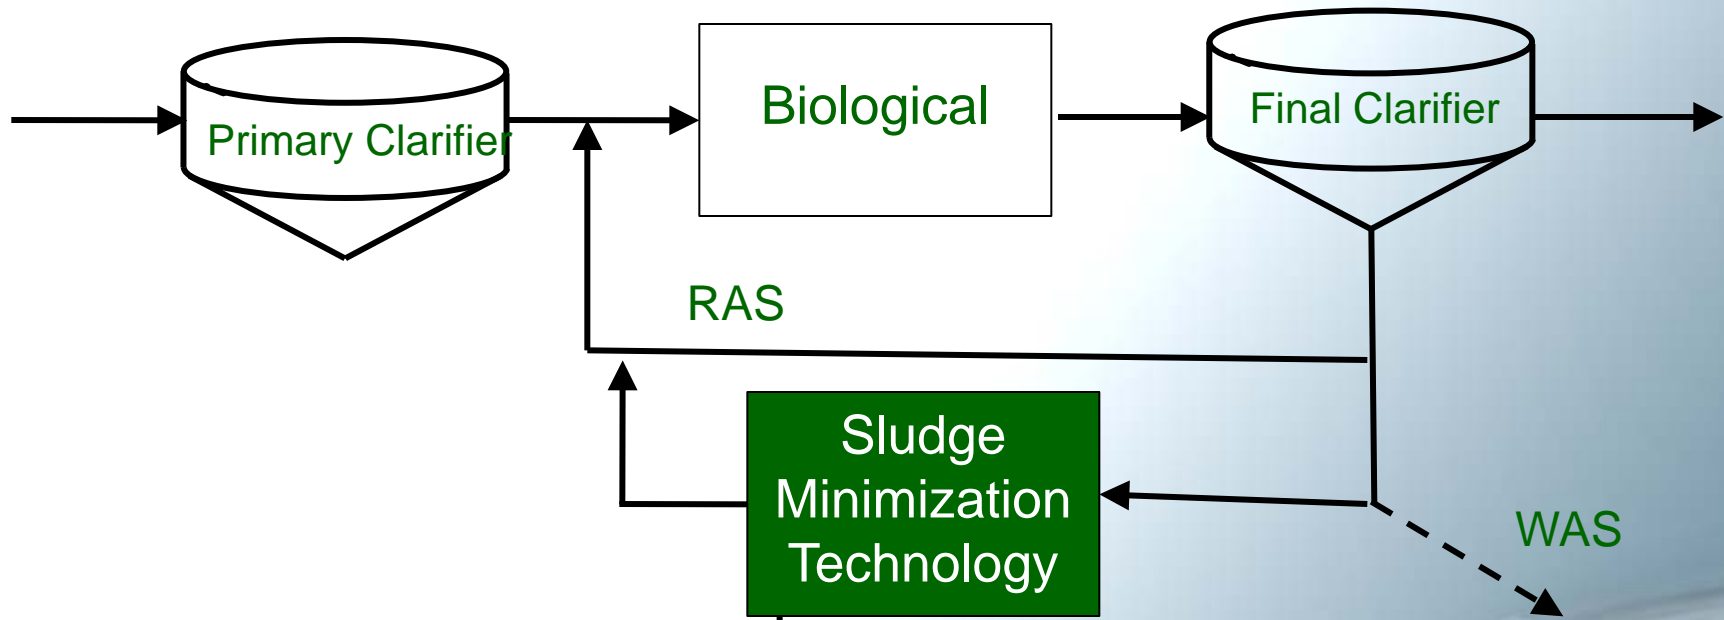 Primary Clarifier
Biological
Final Clarifier
RAS
Sludge
Minimization
Technology
WAS